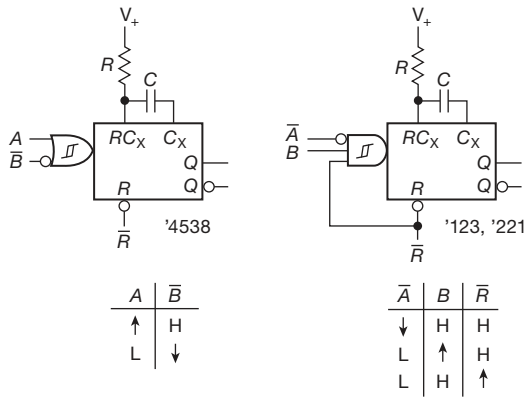 V+
R
C
RCX CX
A
B̅
Q
Q
R
R̅
'4538
A B̅
↑ H
L ↓
V+
R
C
RCX CX
A̅
B
Q
Q
R
R̅
'123, '221
A̅ B R̅
↓ H H
L ↑ H
L H ↑